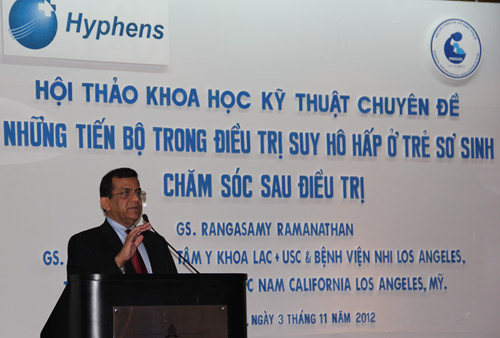 Hyphens
HỘI THẢO KHOA HỌC KỸ THUẬT CHUYÊN ĐỀ
NHỮNG TIẾN BỘ TRONG ĐIỀU TRỊ SUY HÔ HẤP Ở TRẺ SƠ SINH
CHĂM SÓC SAU ĐIỀU TRỊ
GS. RANGASAMY RAMANATHAN
GS. TÂM Y KHOA LAC + USC & BỆNH VIỆN NHI LOS ANGELES,
NAM CALIFORNIA LOS ANGELES, MỸ.
, NGÀY 3 THÁNG 11 NĂM 2012